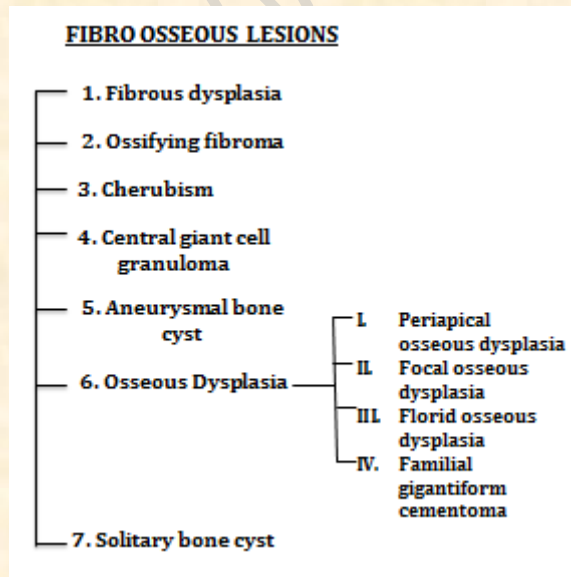 FIBRO OSSEOUS LESIONS
1. Fibrous dysplasia
2. Ossifying fibroma
3. Cherubism
4. Central giant cell
granuloma
5. Aneurysmal bone
cyst
6. Osseous Dysplasia
I. Periapical
osseous dysplasia
II. Focal osseous
dysplasia
III. Florid osseous
dysplasia
IV. Familial
gigantiform
cementoma
7. Solitary bone cyst